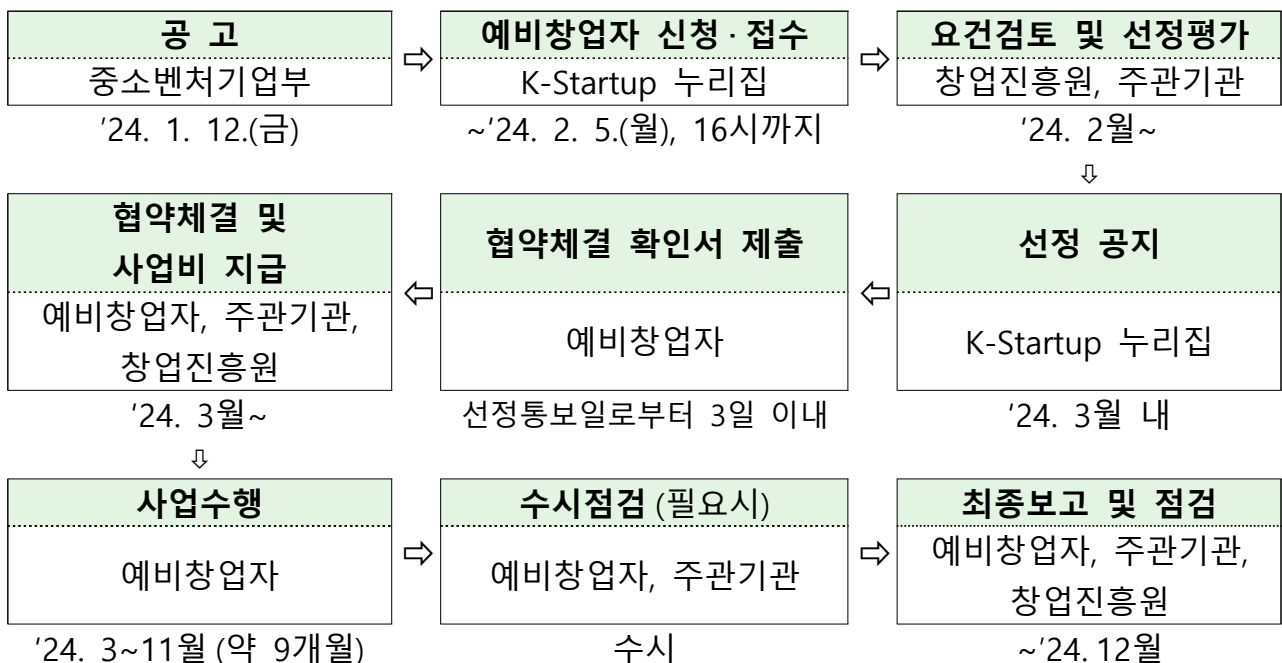 공 고
중소벤처기업부
'24. 1. 12.(금)
⇨
예비창업자 신청·접수
K-Startup 누리집
~'24. 2. 5.(월), 16시까지
⇨
요건검토 및 선정평가
창업진흥원, 주관기관
'24. 2월~
⇩
선정 공지
K-Startup 누리집
'24. 3월 내
⇦
협약체결 확인서 제출
예비창업자
선정통보일로부터 3일 이내
⇦
협약체결 및
사업비 지급
예비창업자, 주관기관,
창업진흥원
'24. 3월~
⇩
사업수행
예비창업자
'24. 3~11월 (약 9개월)
⇨
수시점검 (필요시)
예비창업자, 주관기관
수시
⇨
최종보고 및 점검
예비창업자, 주관기관,
창업진흥원
~'24. 12월